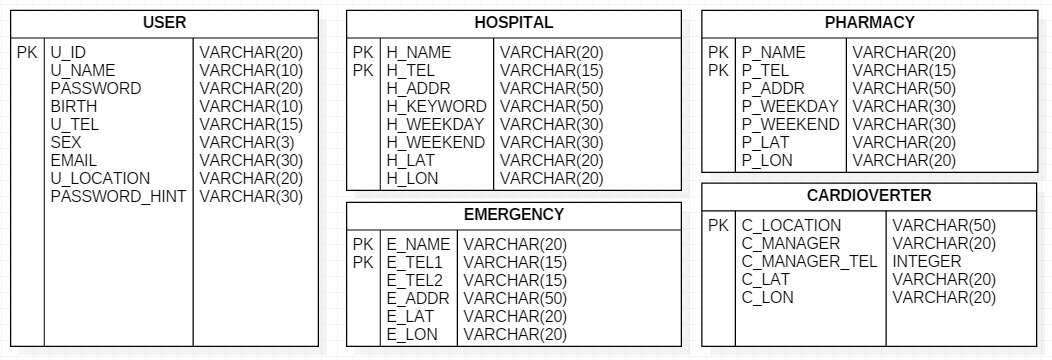 USER
PK U_ID VARCHAR(20)
U_NAME VARCHAR(10)
PASSWORD VARCHAR(20)
BIRTH VARCHAR(10)
U_TEL VARCHAR(15)
SEX VARCHAR(3)
EMAIL VARCHAR(30)
U_LOCATION VARCHAR(20)
PASSWORD_HINT VARCHAR(30)
HOSPITAL
PK H_NAME VARCHAR(20)
PK H_TEL VARCHAR(15)
H_ADDR VARCHAR(50)
H_KEYWORD VARCHAR(50)
H_WEEKDAY VARCHAR(30)
H_WEEKEND VARCHAR(30)
H_LAT VARCHAR(20)
H_LON VARCHAR(20)
EMERGENCY
PK E_NAME VARCHAR(20)
PK E_TEL1 VARCHAR(15)
E_TEL2 VARCHAR(15)
E_ADDR VARCHAR(50)
E_LAT VARCHAR(20)
E_LON VARCHAR(20)
PHARMACY
PK P_NAME VARCHAR(20)
PK P_TEL VARCHAR(15)
P_ADDR VARCHAR(50)
P_WEEKDAY VARCHAR(30)
P_WEEKEND VARCHAR(30)
P_LAT VARCHAR(20)
P_LON VARCHAR(20)
CARDIOVERTER
PK C_LOCATION VARCHAR(50)
C_MANAGER VARCHAR(20)
C_MANAGER_TEL INTEGER
C_LAT VARCHAR(20)
C_LON VARCHAR(20)